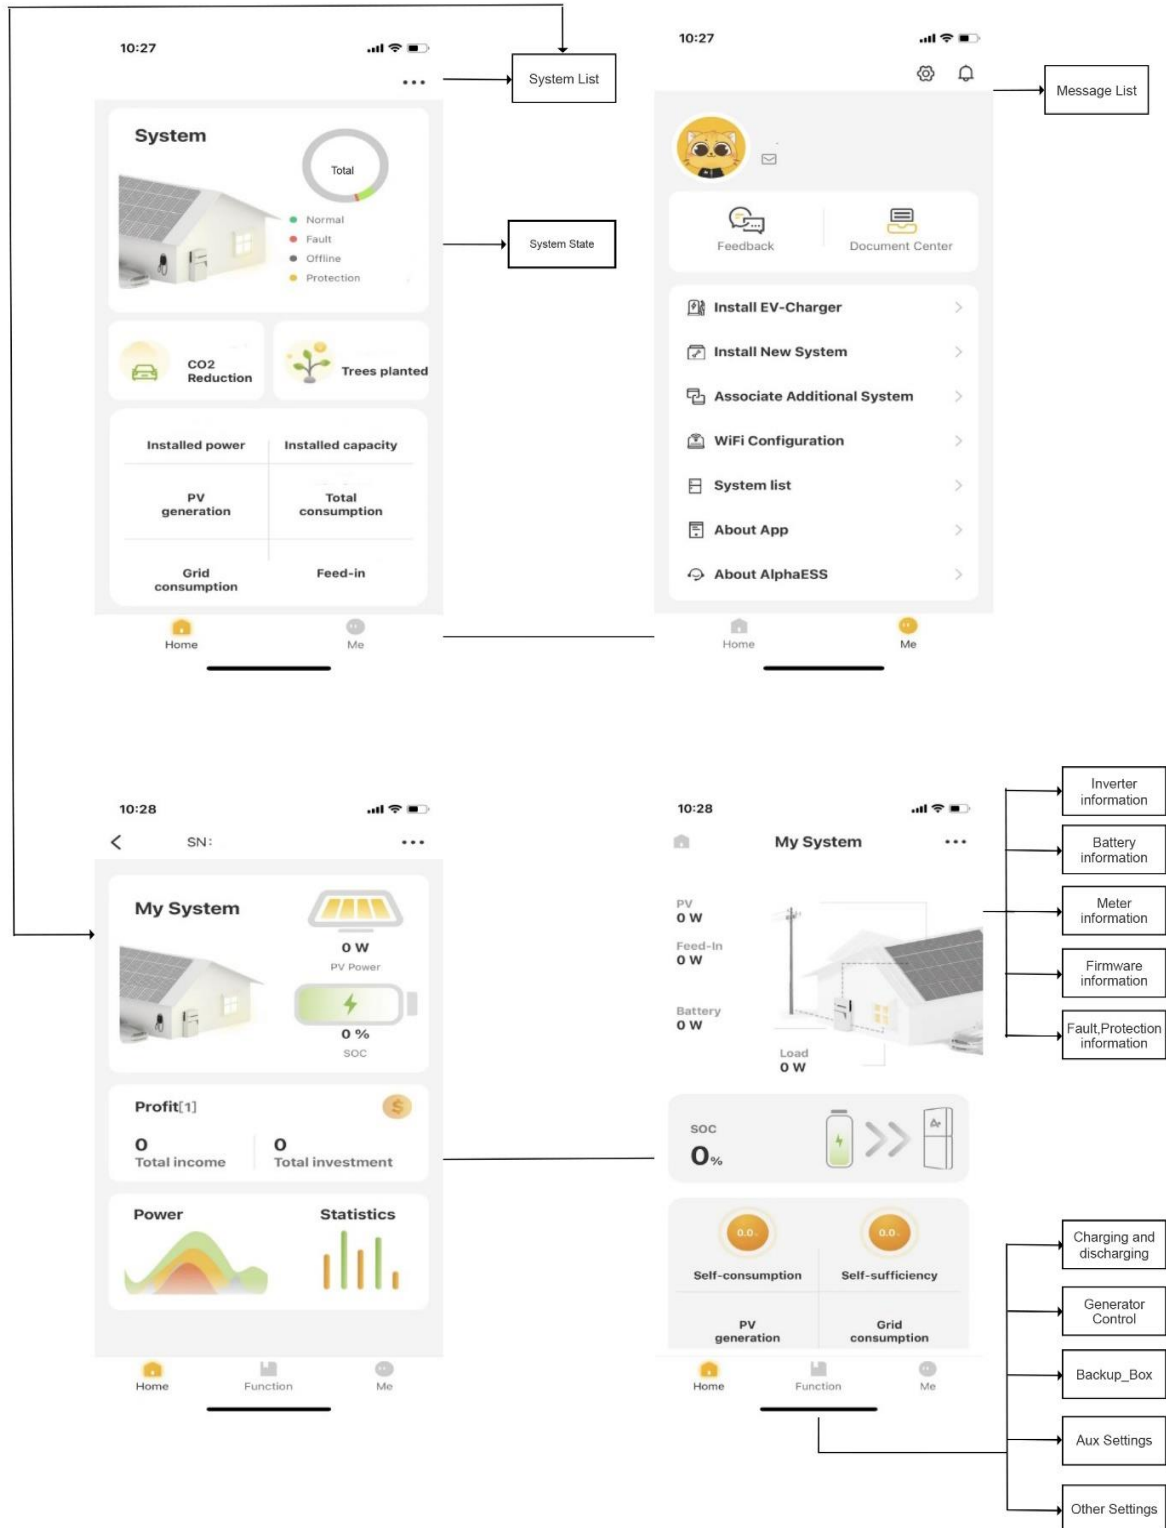 10:27
System List
System
Total
Normal
Fault
Offline
Protection
System State
CO2
Reduction
Trees planted
Installed power
Installed capacity
PV
generation
Total
consumption
Grid
consumption
Feed-in
Home
Me
10:27
Message List
Feedback
Document Center
Install EV-Charger
Install New System
Associate Additional System
WiFi Configuration
System list
About App
About AlphaESS
Home
Me
10:28
SN:
My System
0 W
PV Power
0 %
SOC
Profit[1]
0
Total income
0
Total investment
Power
Statistics
Home
Function
Me
10:28
My System
PV
0 W
Feed-In
0 W
Battery
0 W
Load
0 W
SOC
0%
0.0
Self-consumption
0.0
Self-sufficiency
PV
generation
Grid
consumption
Home
Function
Me
Inverter
information
Battery
information
Meter
information
Firmware
information
Fault,Protection
information
Charging and
discharging
Generator
Control
Backup_Box
Aux Settings
Other Settings